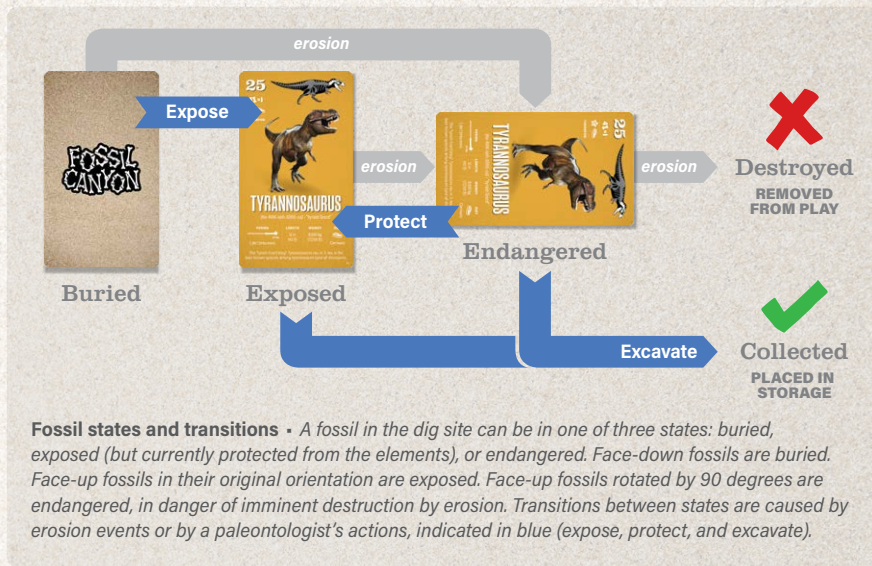 erosion
FOSSIL
CANYON
Expose
25
TYRANNOSAURUS
erosion
Protect
25
TYRANNOSAURUS
erosion
Destroyed
REMOVED
FROM PLAY
Buried
Exposed
Endangered
Excavate
Collected
PLACED IN
STORAGE
Fossil states and transitions • A fossil in the dig site can be in one of three states: buried,
exposed (but currently protected from the elements), or endangered. Face-down fossils are buried.
Face-up fossils in their original orientation are exposed. Face-up fossils rotated by 90 degrees are
endangered, in danger of imminent destruction by erosion. Transitions between states are caused by
erosion events or by a paleontologist's actions, indicated in blue (expose, protect, and excavate).